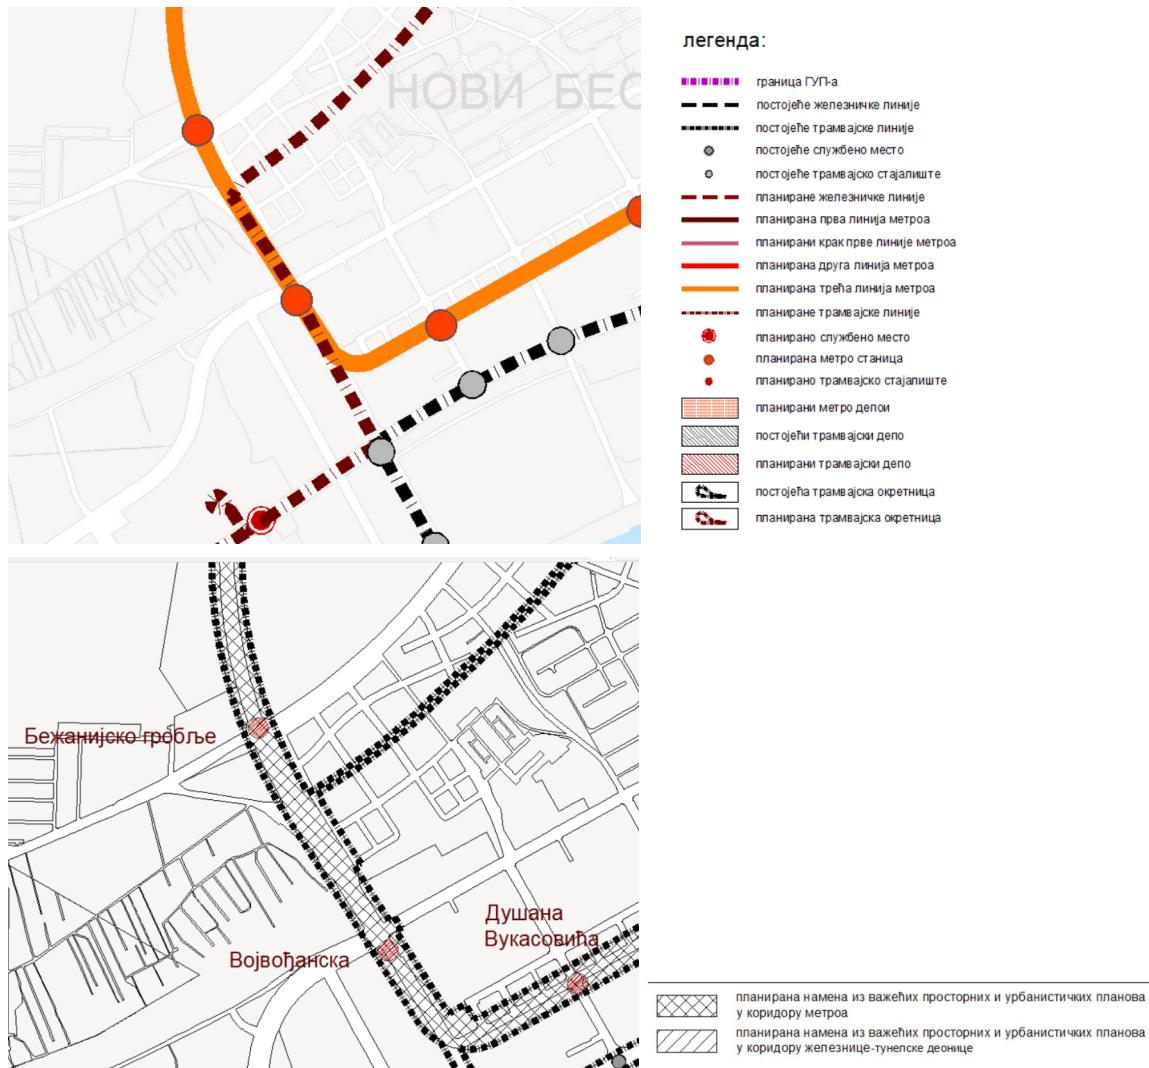 НОВИ БЕО
легенда:
граница ГУП-а
постојеће железничке линије
постојеће трамвајске линије
постојеће службено место
постојеће трамвајско стајалиште
планиране железничке линије
планирана прва линија метроа
планирани крак прве линије метроа
планирана друга линија метроа
планирана трећа линија метроа
планиране трамвајске линије
планирано службено место
планирана метро станица
планирано трамвајско стајалиште
планирани метро депои
постојећи трамвајски депо
планирани трамвајски депо
постојећа трамвајска окретница
планирана трамвајска окретница
Бежанијско гробље
Душана
Вукасовића
Војвођанска
планирана намена из важећих просторних и урбанистичких планова
у коридору метроа
планирана намена из важећих просторних и урбанистичких планова
у коридору железнице-тунелске деонице